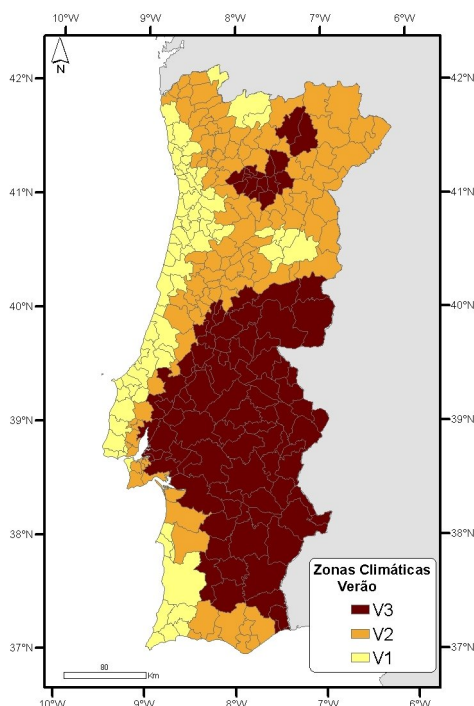 9°W 8°W 7°W 6°W
N
42°N 42°N
41°N 41°N
40°N 40°N
39°N 39°N
38°N 38°N
37°N 37°N
Zonas Climáticas
Verão
V3
V2
V1
80
Km
10°W 9°W 8°W 7°W 6°W